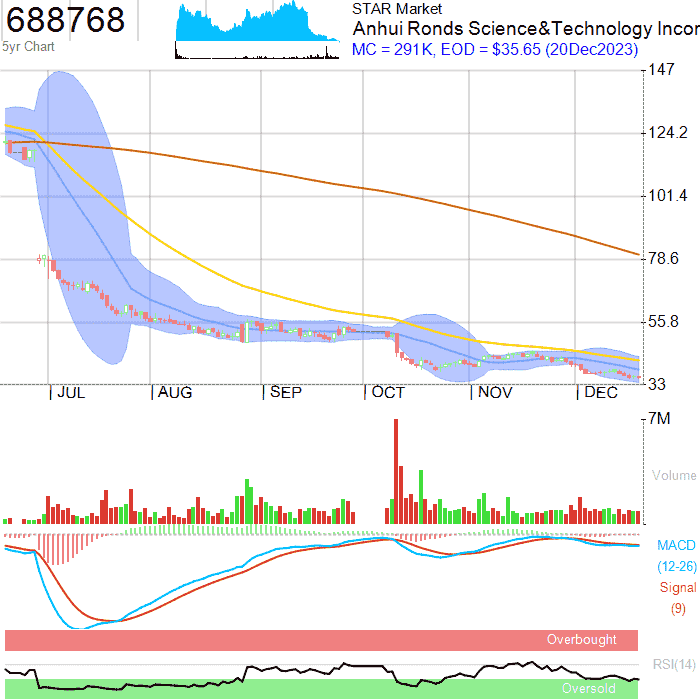 688768
5yr Chart
STAR Market
Anhui Ronds Science&Technology Incor
MC = 291K, EOD = $35.65 (20Dec2023)
147
124.2
101.4
78.6
55.8
33
JUL AUG SEP OCT NOV DEC
7M
Volume
MACD
(12-26)
Signal
(9)
Overbought
RSI(14)
Oversold